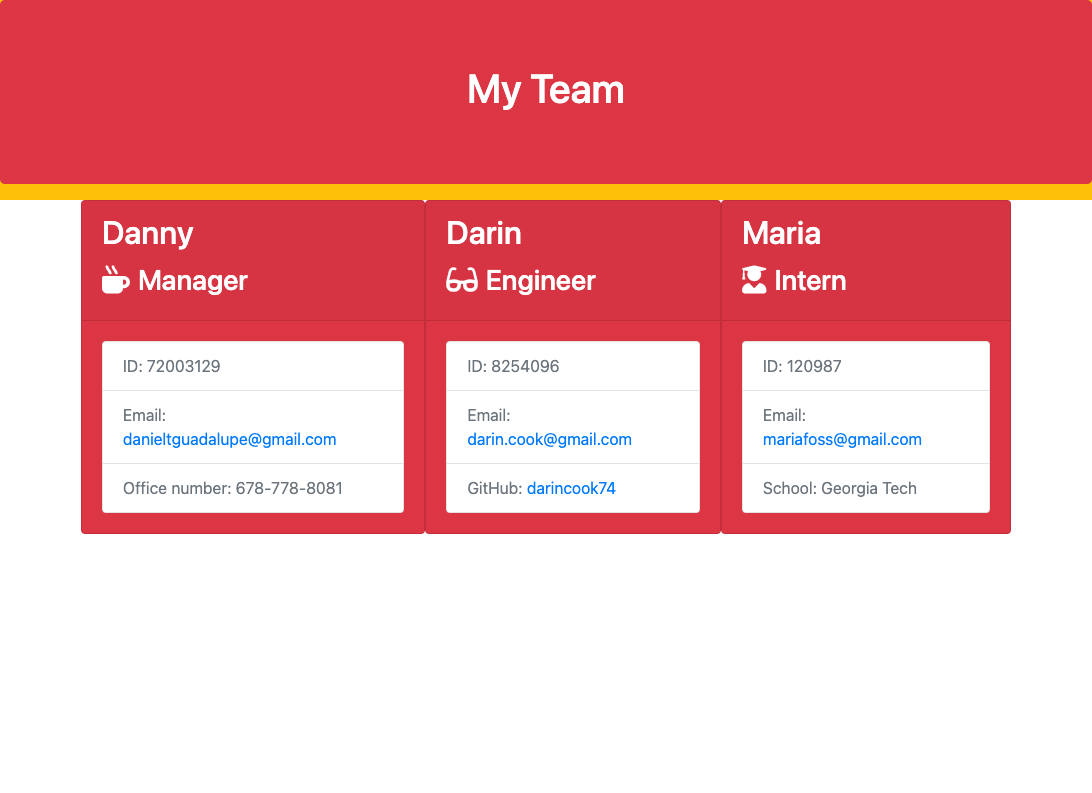 My Team
Danny
Manager
ID: 72003129
Email:
danieltguadalupe@gmail.com
Office number: 678-778-8081
Darin
Engineer
ID: 8254096
Email:
darin.cook@gmail.com
GitHub: darincook74
Maria
Intern
ID: 120987
Email:
mariafoss@gmail.com
School: Georgia Tech